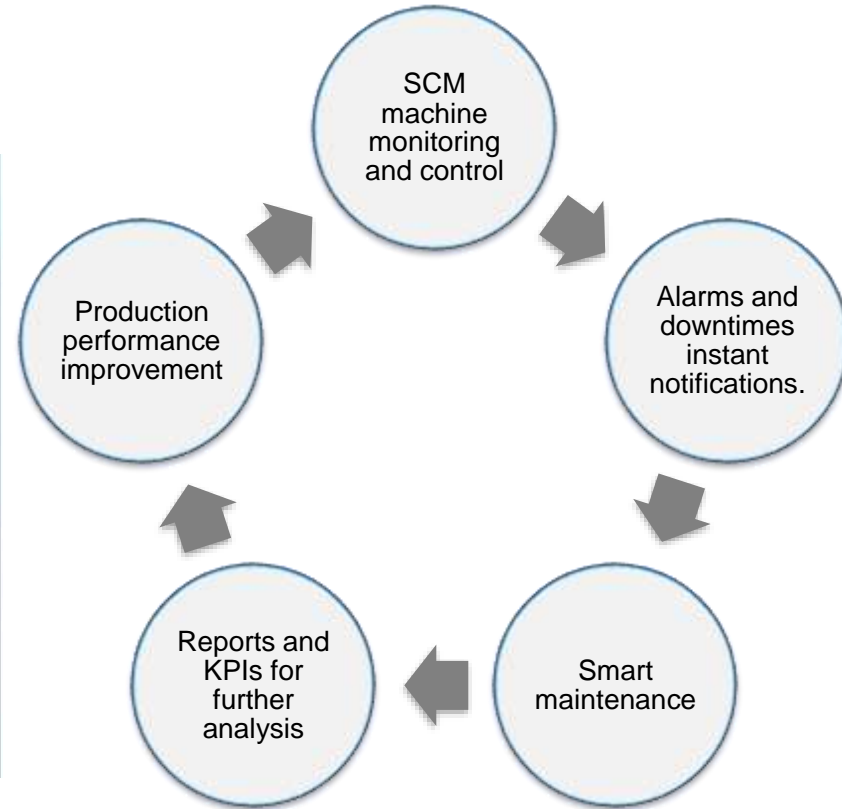 SCM
machine
monitoring
and control
Alarms and
downtimes
instant
notifications.
Smart
maintenance
Reports and
KPIs for
further
analysis
Production
performance
improvement